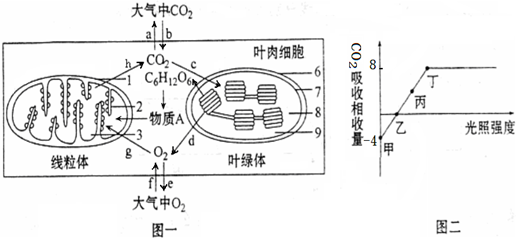 大气中CO2
a b
叶肉细胞
h CO2 c
C6H12O6
1 6
7
2 物质A 8
3 9
线粒体 g O2 d 叶绿体
f e
大气中O2
图一
CO2吸收相收量
8 丁
丙
乙
光照强度
-4 甲
图二